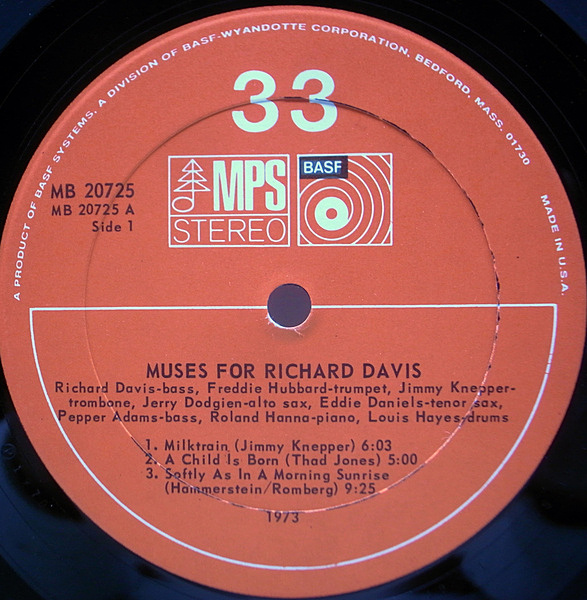 A PRODUCT OF BASF SYSTEMS, A DIVISION OF BASF-WYANDOTTE CORPORATION, BEDFORD, MASS. 01730
33
MB 20725
MB 20725 A
Side 1
MPS
STEREO
BASF
MADE IN U.S.A.
MUSES FOR RICHARD DAVIS
Richard Davis-bass, Freddie Hubbard-trumpet, Jimmy Knepper-
trombone, Jerry Dodgien-alto sax, Eddie Daniels-tenor sax,
Pepper Adams-bass, Roland Hanna-piano, Louis Hayes-drums
1. Milktrain (Jimmy Knepper) 6:03
2. A Child Is Born (Thad Jones) 5:00
3. Softly As In A Morning Sunrise
(Hammerstein/Romberg) 9:25
1973